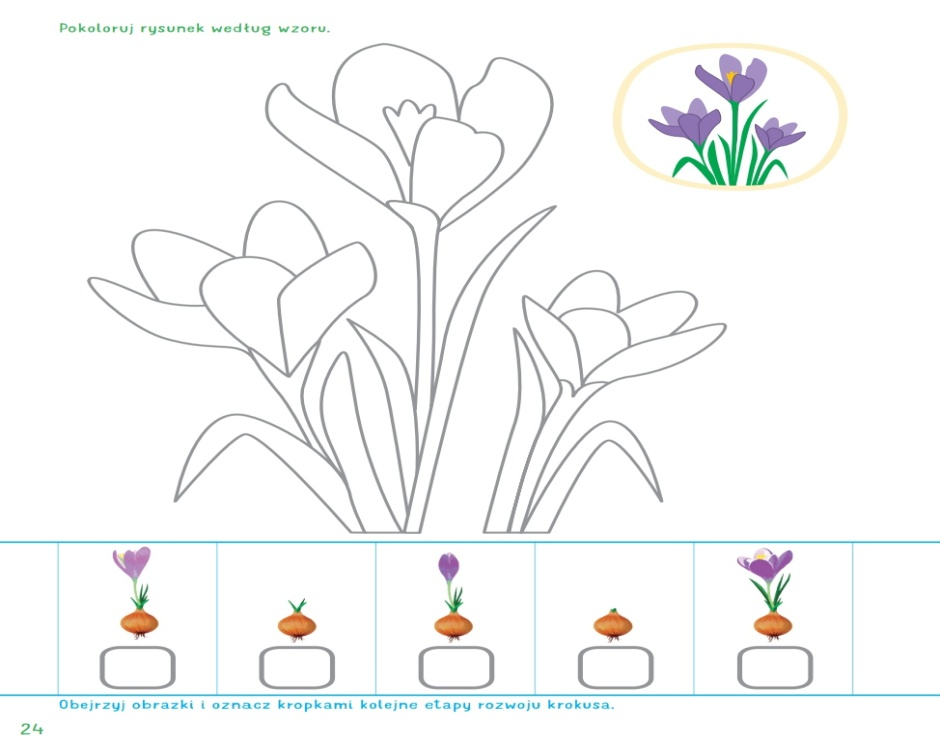 Pokoloruj rysunek według wzoru.
Obejrzyj obrazki i oznacz kropkami kolejne etapy rozwoju krokusa.
24